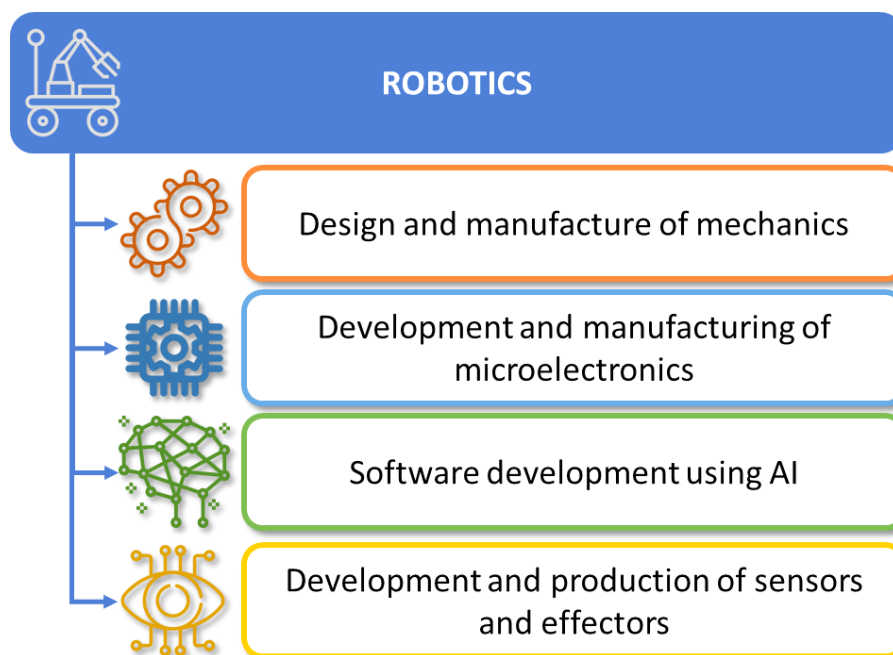 ROBOTICS
Design and manufacture of mechanics
Development and manufacturing of
microelectronics
Software development using AI
Development and production of sensors
and effectors